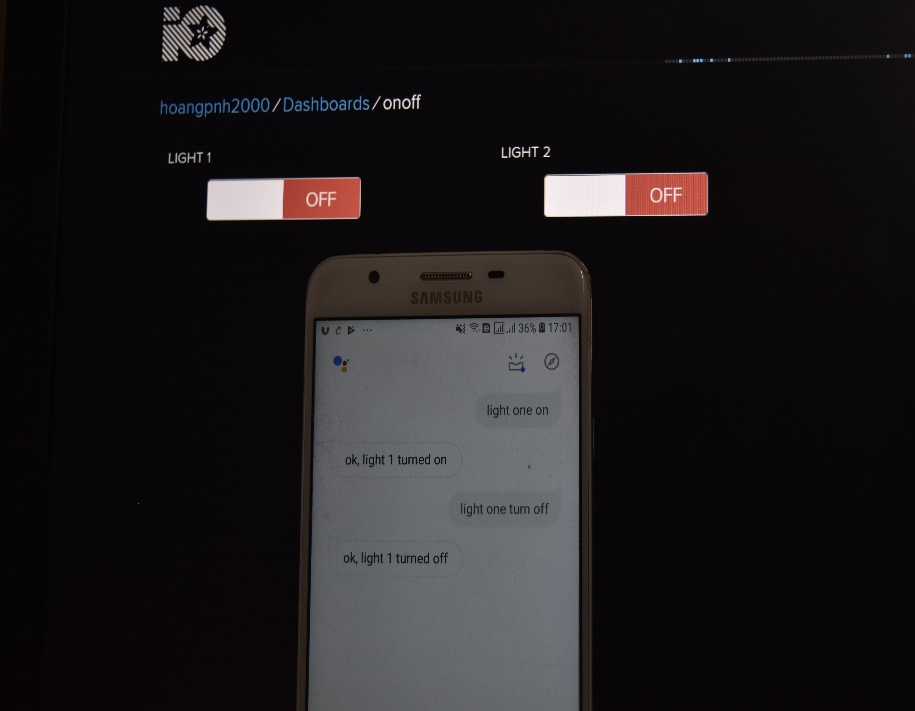 io
hoangpnh2000/Dashboards/onoff
LIGHT 1
LIGHT 2
OFF
OFF
SAMSUNG
36% 17:01
light one on
ok, light 1 turned on
light one turn off
ok, light 1 turned off